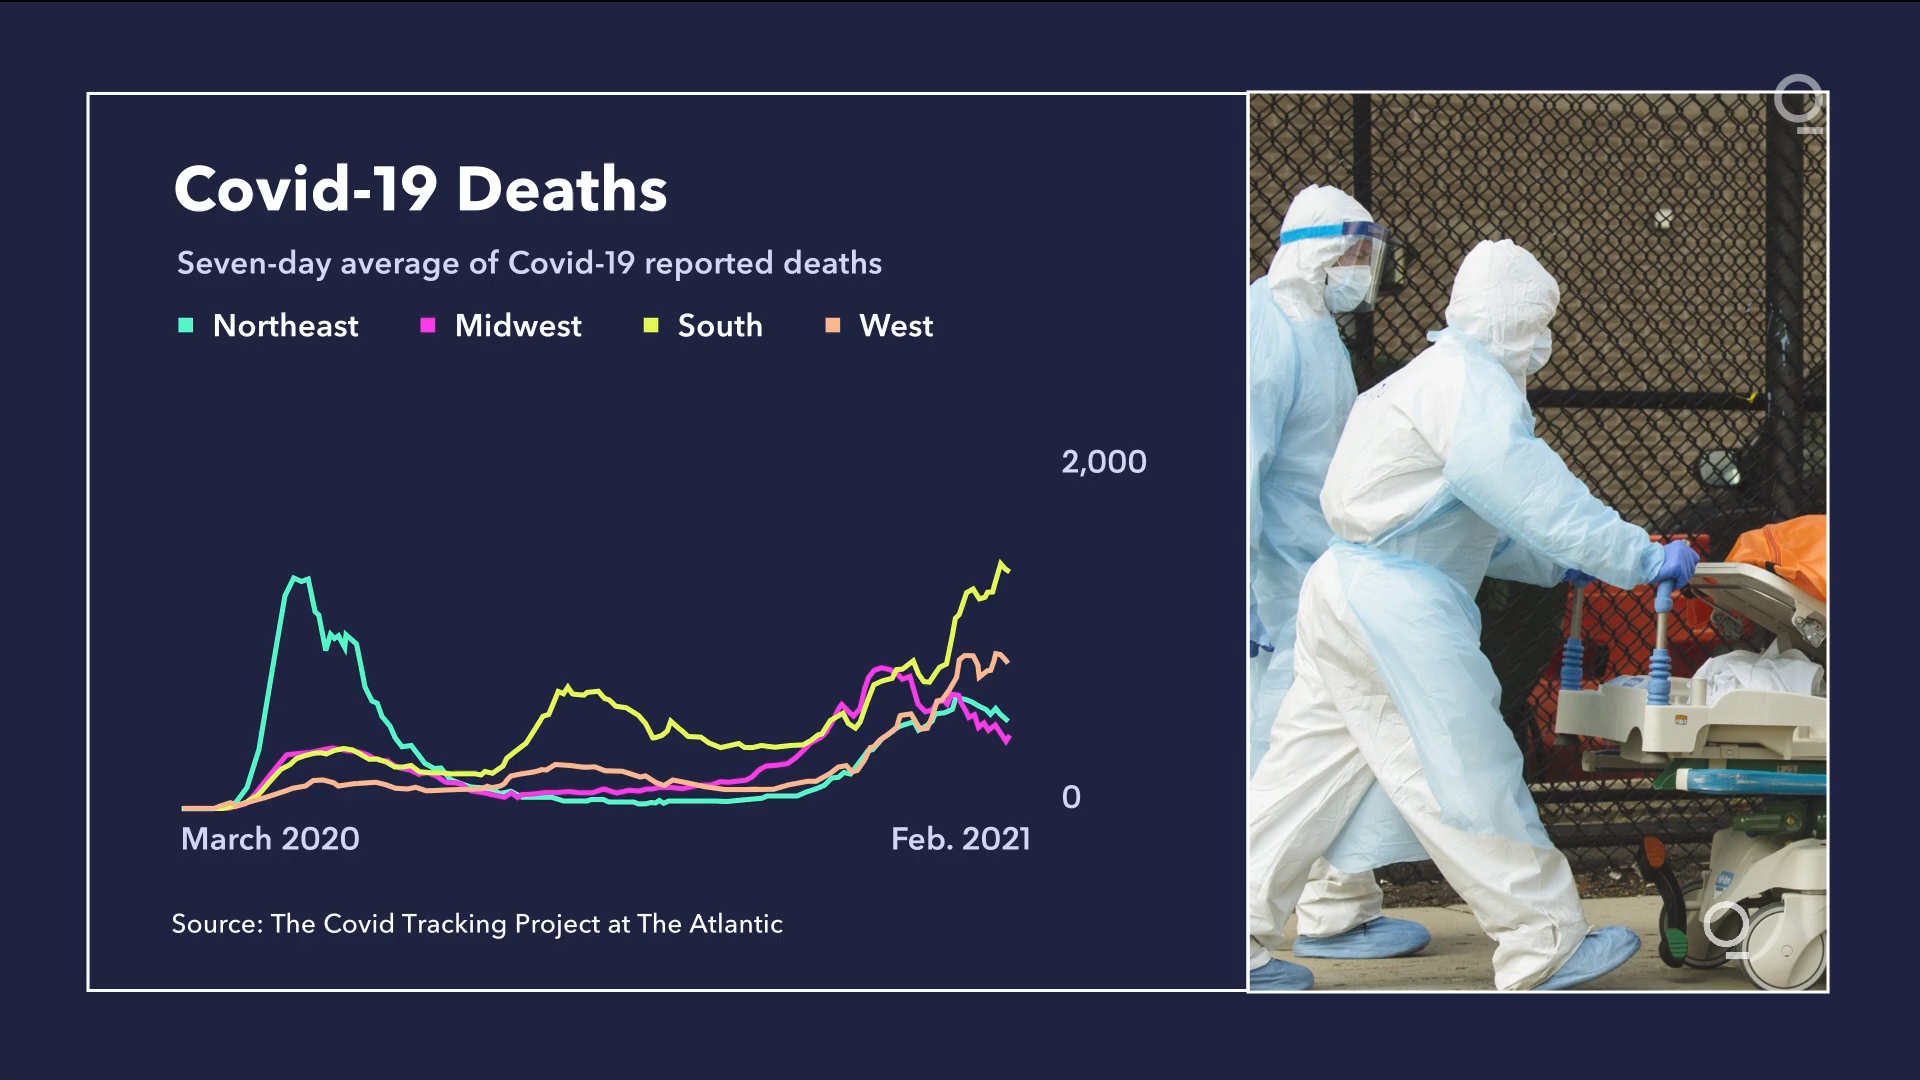 Covid-19 Deaths
Seven-day average of Covid-19 reported deaths
Northeast Midwest South West
2,000
0
March 2020 Feb. 2021
Source: The Covid Tracking Project at The Atlantic